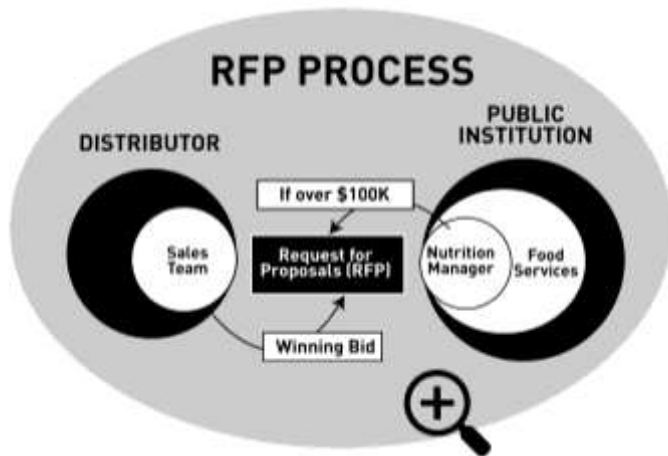 RFP PROCESS
DISTRIBUTOR
PUBLIC
INSTITUTION
If over $100K
Sales
Team
Request for
Proposals (RFP)
Nutrition
Manager
Food
Services
Winning Bid